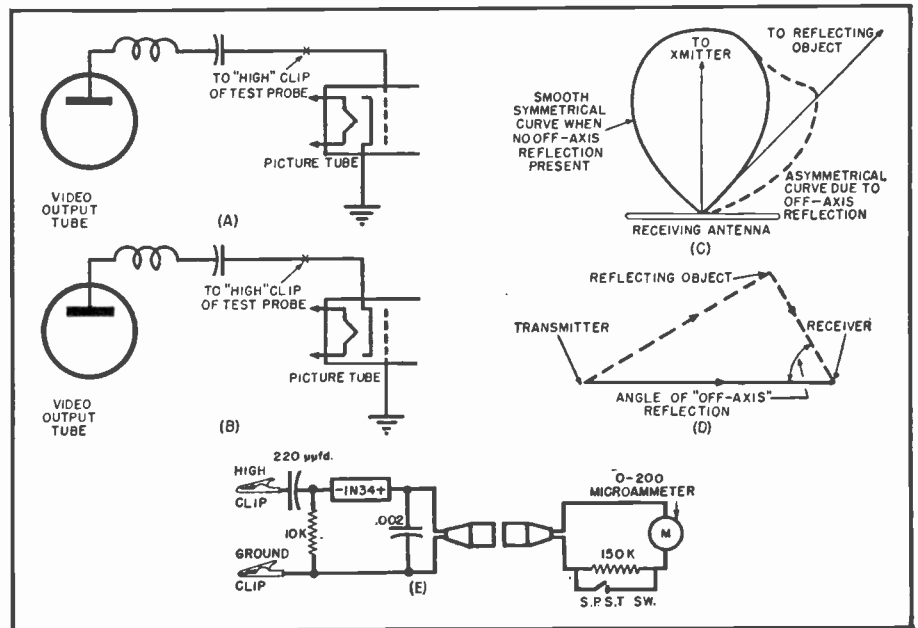 TO "HIGH" CLIP
OF TEST PROBE
PICTURE TUBE
VIDEO
OUTPUT
TUBE
(A)
TO "HIGH" CLIP
OF TEST PROBE
PICTURE TUBE
VIDEO
OUTPUT
TUBE
(B)
TO
XMITTER
TO REFLECTING
OBJECT
SMOOTH
SYMMETRICAL
CURVE WHEN
NO OFF-AXIS
REFLECTION
PRESENT
ASYMMETRICAL
CURVE DUE TO
OFF-AXIS
REFLECTION
RECEIVING ANTENNA
(C)
REFLECTING OBJECT
TRANSMITTER
RECEIVER
ANGLE OF "OFF-AXIS"
REFLECTION
(D)
220 µµfd.
HIGH
CLIP
-IN34+
10K
.002
GROUND
CLIP
(E)
0-200
MICROAMMETER
M
150K
S.P.S.T SW.